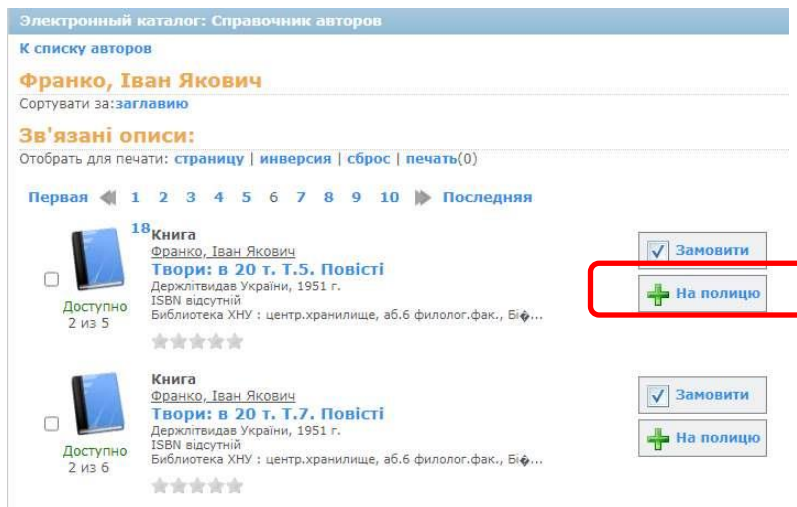 Электронный каталог: Справочник авторов
К списку авторов
Франко, Іван Якович
Сортувати за:заглавию
Зв'язані описи:
Отобрать для печати: страницу | инверсия | сброс | печать(0)
Первая 1 2 3 4 5 6 7 8 9 10 Последняя
18
Книга
Франко, Іван Якович
Твори: в 20 т. Т.5. Повісті
Держлітвидав України, 1951 г.
ISBN відсутній
Библиотека ХНУ : центр.хранилище, аб.6 филолог.фак., Бі�...
Доступно
2 из 5
Замовити
На полицю
Книга
Франко, Іван Якович
Твори: в 20 т. Т.7. Повісті
Держлітвидав України, 1951 г.
ISBN відсутній
Библиотека ХНУ : центр.хранилище, аб.6 филолог.фак., Бі�...
Доступно
2 из 6
Замовити
На полицю